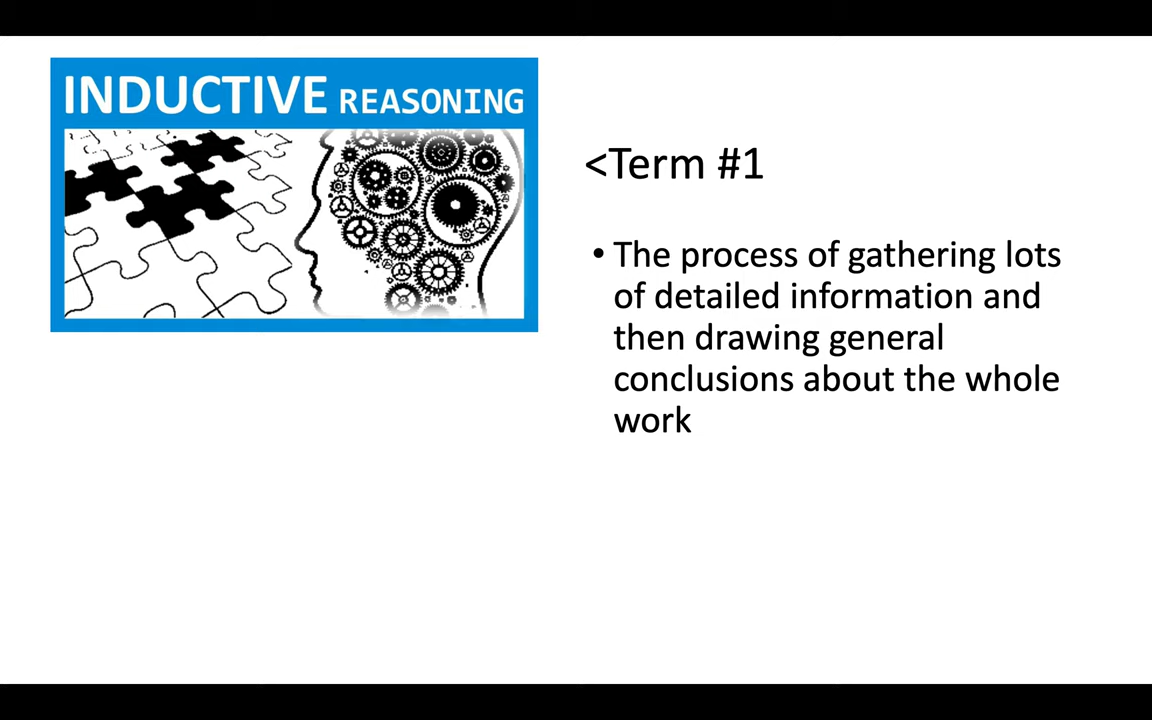 INDUCTIVE REASONING
<Term #1
• The process of gathering lots
of detailed information and
then drawing general
conclusions about the whole
work